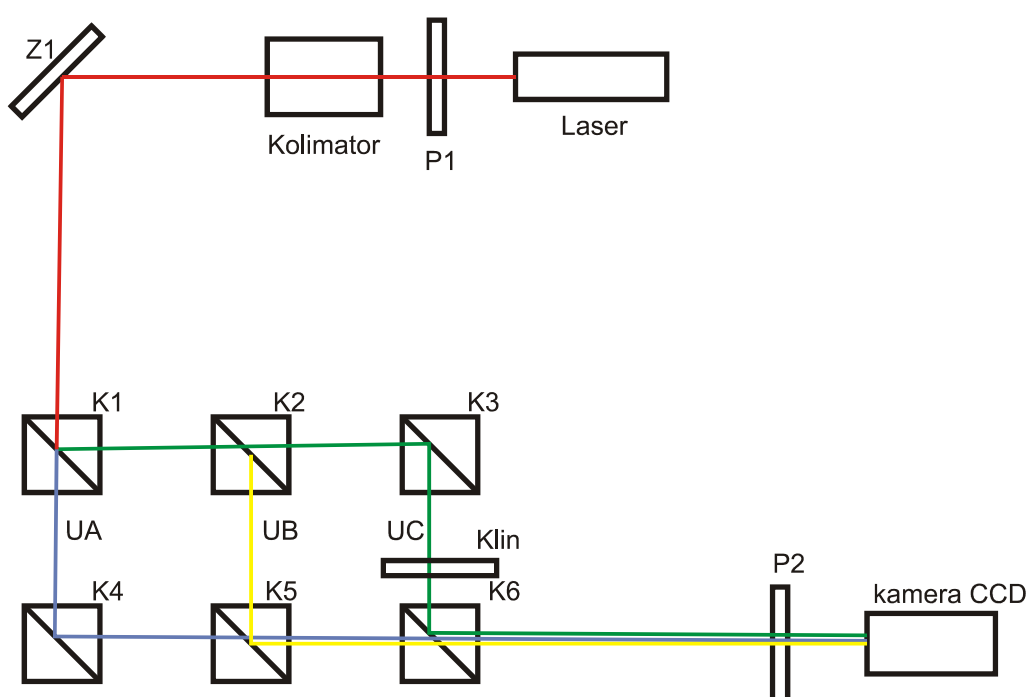 Z1
Kolimator
P1
Laser
K1
K2
K3
UA
UB
UC
Klin
K4
K5
K6
P2
kamera CCD